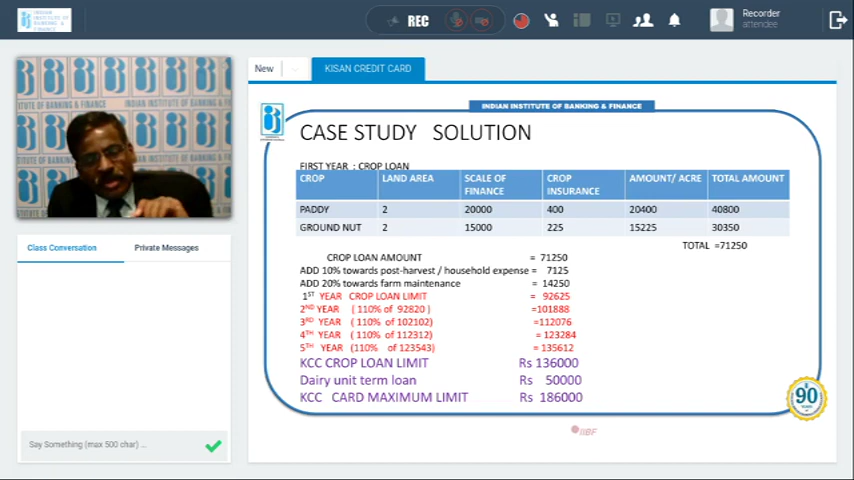 INDIAN
INSTITUTE OF
BANKING &
FINANCE
REC
Recorder
attendee
New
KISAN CREDIT CARD
INDIAN INSTITUTE OF BANKING & FINANCE
CASE STUDY SOLUTION
FIRST YEAR : CROP LOAN
CROP LAND AREA SCALE OF FINANCE CROP INSURANCE AMOUNT/ ACRE TOTAL AMOUNT
PADDY 2 20000 400 20400 40800
GROUND NUT 2 15000 225 15225 30350
TOTAL =71250
CROP LOAN AMOUNT = 71250
ADD 10% towards post-harvest / household expense = 7125
ADD 20% towards farm maintenance = 14250
1ST YEAR CROP LOAN LIMIT = 92625
2ND YEAR ( 110% of 92820 ) =101888
3RD YEAR ( 110% of 102102) =112076
4TH YEAR ( 110% of 112312) = 123284
5TH YEAR (110% of 123543) = 135612
KCC CROP LOAN LIMIT Rs 136000
Dairy unit term loan Rs 50000
KCC CARD MAXIMUM LIMIT Rs 186000
90
IIBF
Class Conversation Private Messages
Say Something (max 500 char) ...